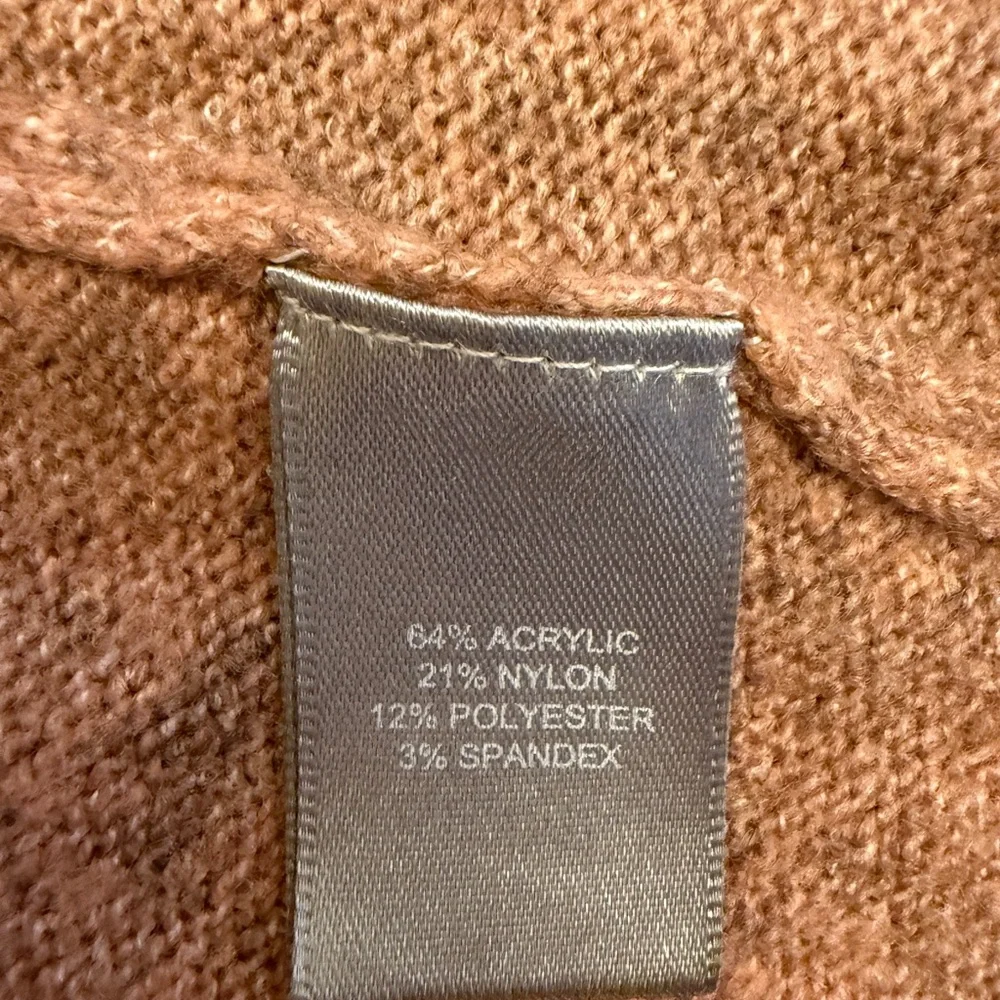 64% ACRYLIC
21% NYLON
12% POLYESTER
3% SPANDEX